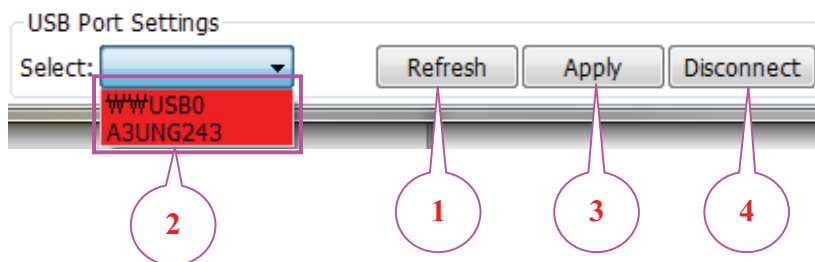 USB Port Settings
Select: Refresh Apply Disconnect
₩₩USB0
A3UNG243
2 1 3 4